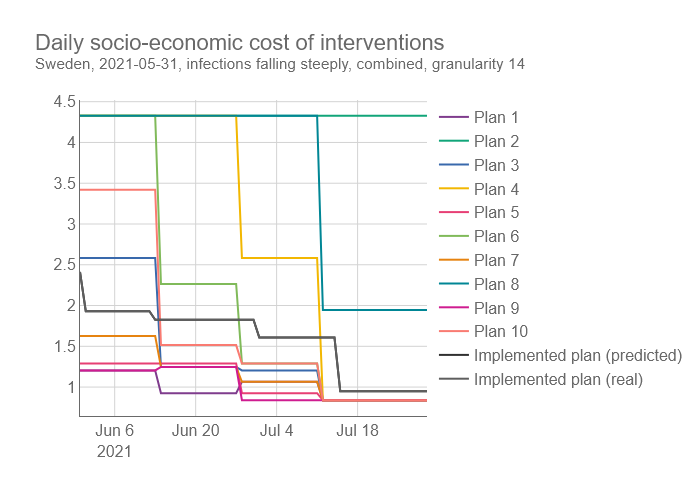 Daily socio-economic cost of interventions
Sweden, 2021-05-31, infections falling steeply, combined, granularity 14
4.5
4
3.5
3
2.5
2
1.5
1
Jun 6
2021
Jun 20
Jul 4
Jul 18
Plan 1
Plan 2
Plan 3
Plan 4
Plan 5
Plan 6
Plan 7
Plan 8
Plan 9
Plan 10
Implemented plan (predicted)
Implemented plan (real)